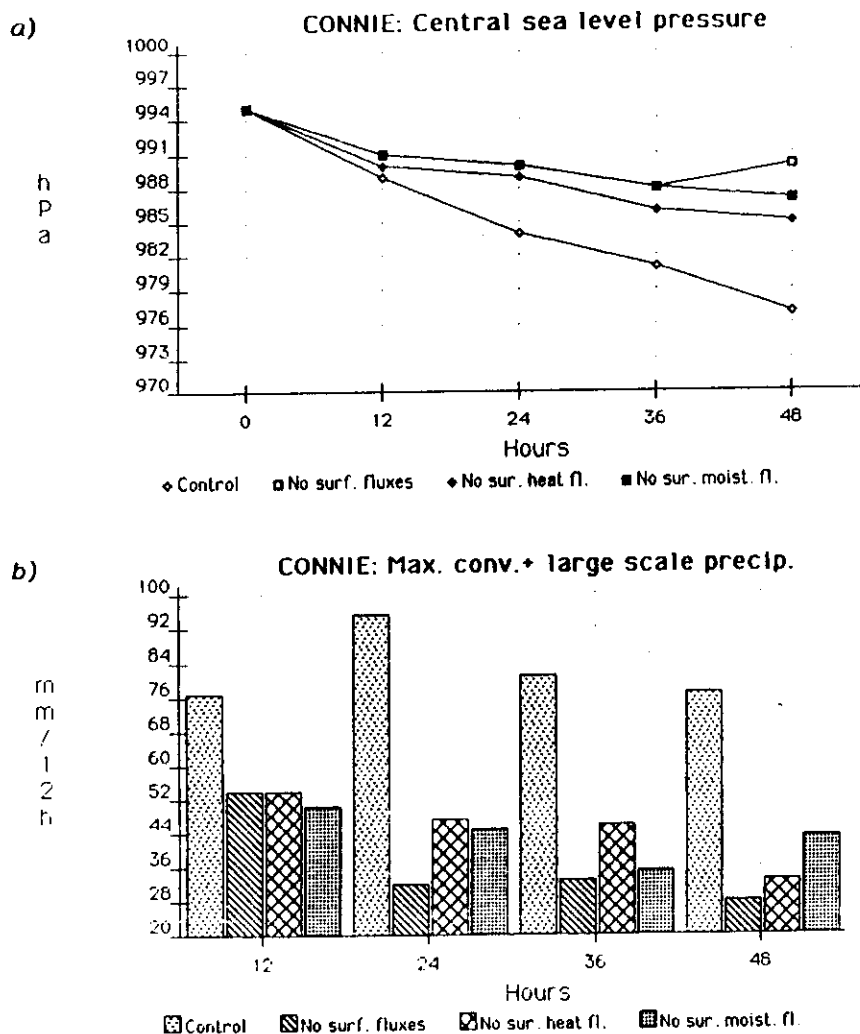 a)
CONNIE: Central sea level pressure
1000
997
994
991
988
985
982
979
976
973
970
hPa
0 12 24 36 48
Hours
Control No surf. fluxes No sur. heat fl. No sur. moist. fl.
b)
CONNIE: Max. conv.+ large scale precip.
100
92
84
76
68
60
52
44
36
28
20
mm/12h
12 24 36 48
Hours
Control No surf. fluxes No sur. heat fl. No sur. moist. fl.